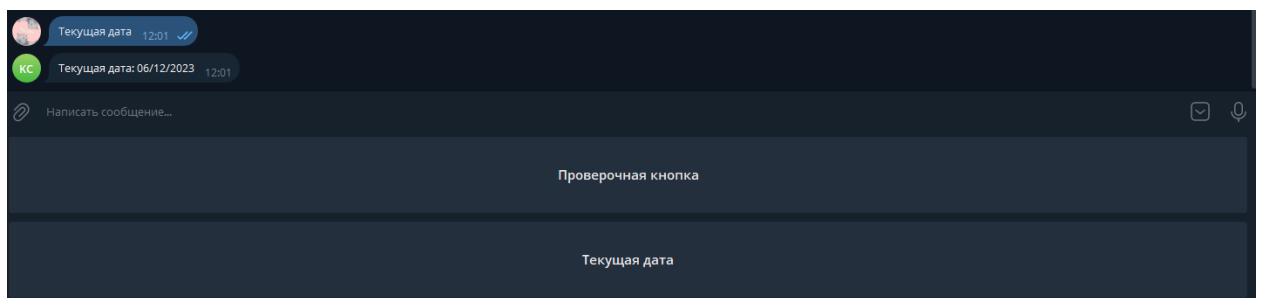 Текущая дата 12:01
КС
Текущая дата: 06/12/2023 12:01
Написать сообщение...
Проверочная кнопка
Текущая дата